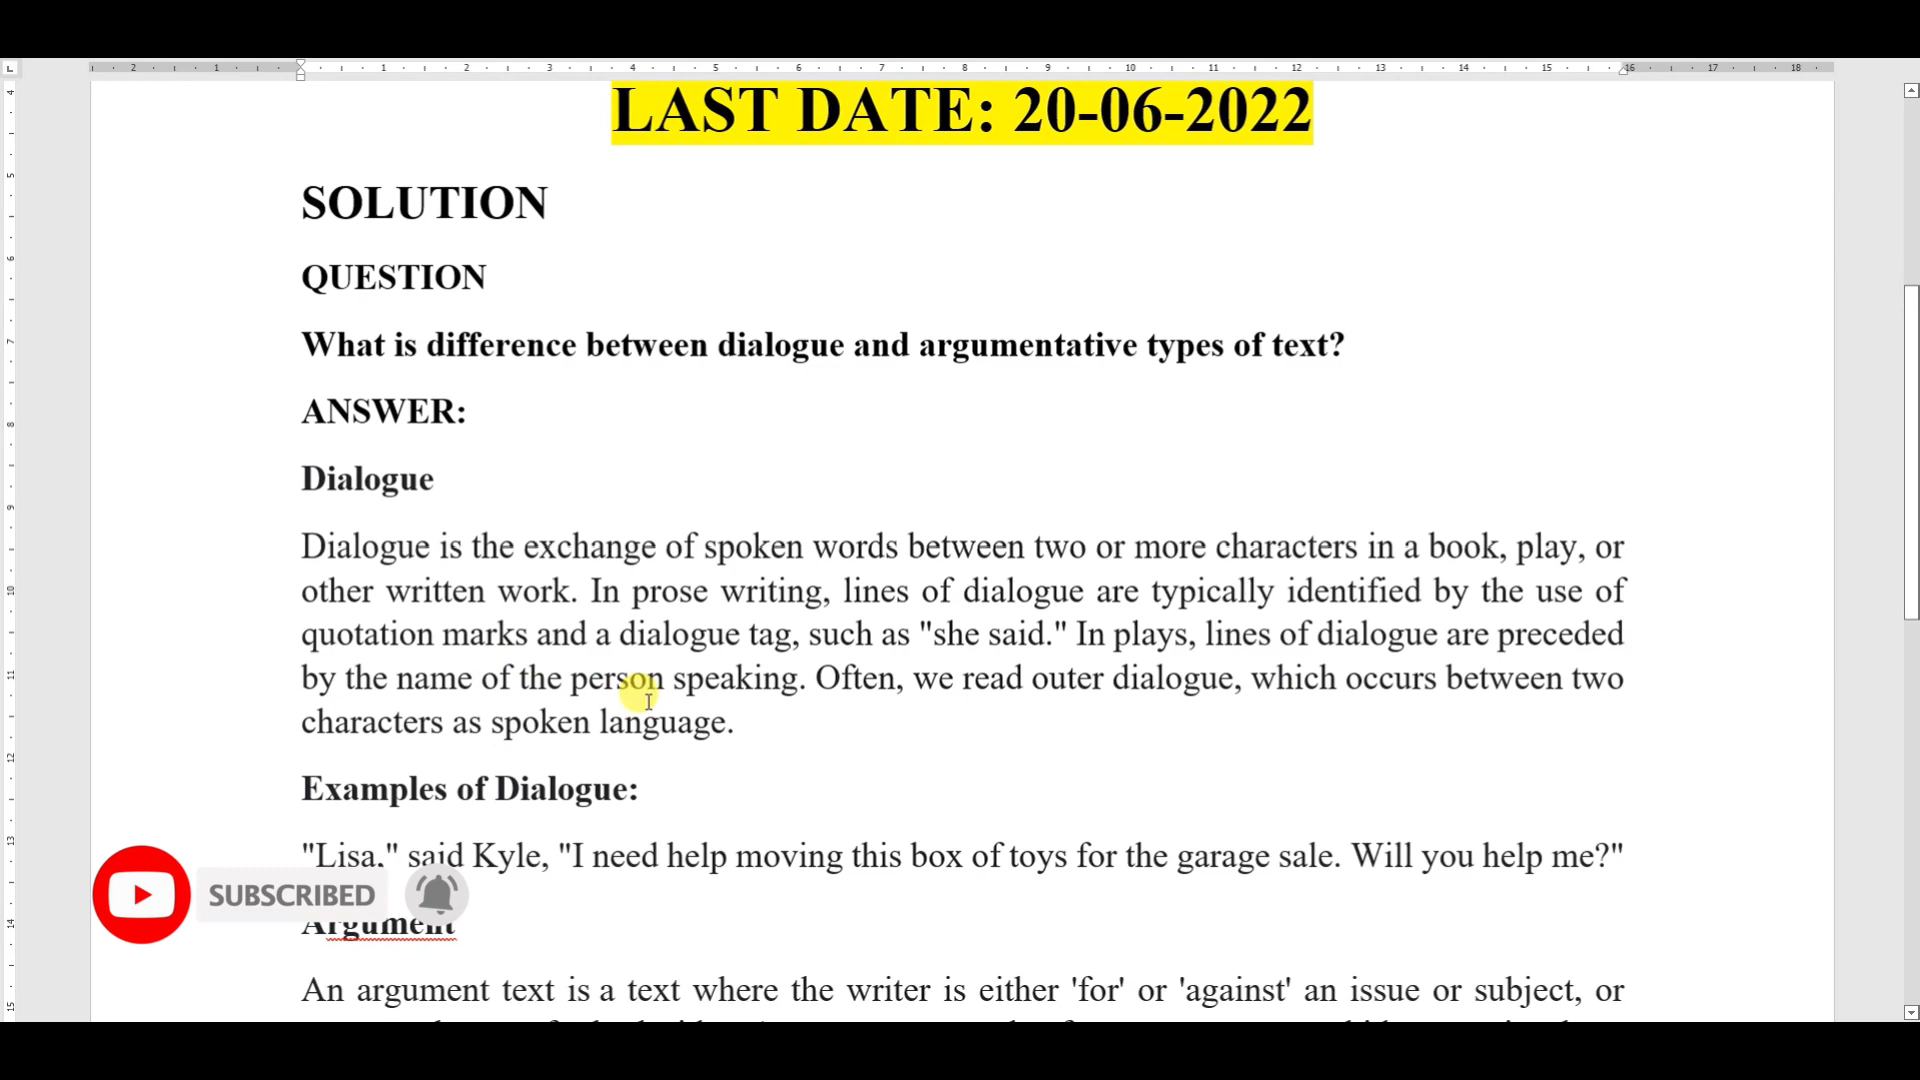 LAST DATE: 20-06-2022
SOLUTION
QUESTION
What is difference between dialogue and argumentative types of text?
ANSWER:
Dialogue
Dialogue is the exchange of spoken words between two or more characters in a book, play, or
other written work. In prose writing, lines of dialogue are typically identified by the use of
quotation marks and a dialogue tag, such as "she said." In plays, lines of dialogue are preceded
by the name of the person speaking. Often, we read outer dialogue, which occurs between two
characters as spoken language.
Examples of Dialogue:
"Lisa," said Kyle, "I need help moving this box of toys for the garage sale. Will you help me?"
SUBSCRIBED
Argument
An argument text is a text where the writer is either 'for' or 'against' an issue or subject, or